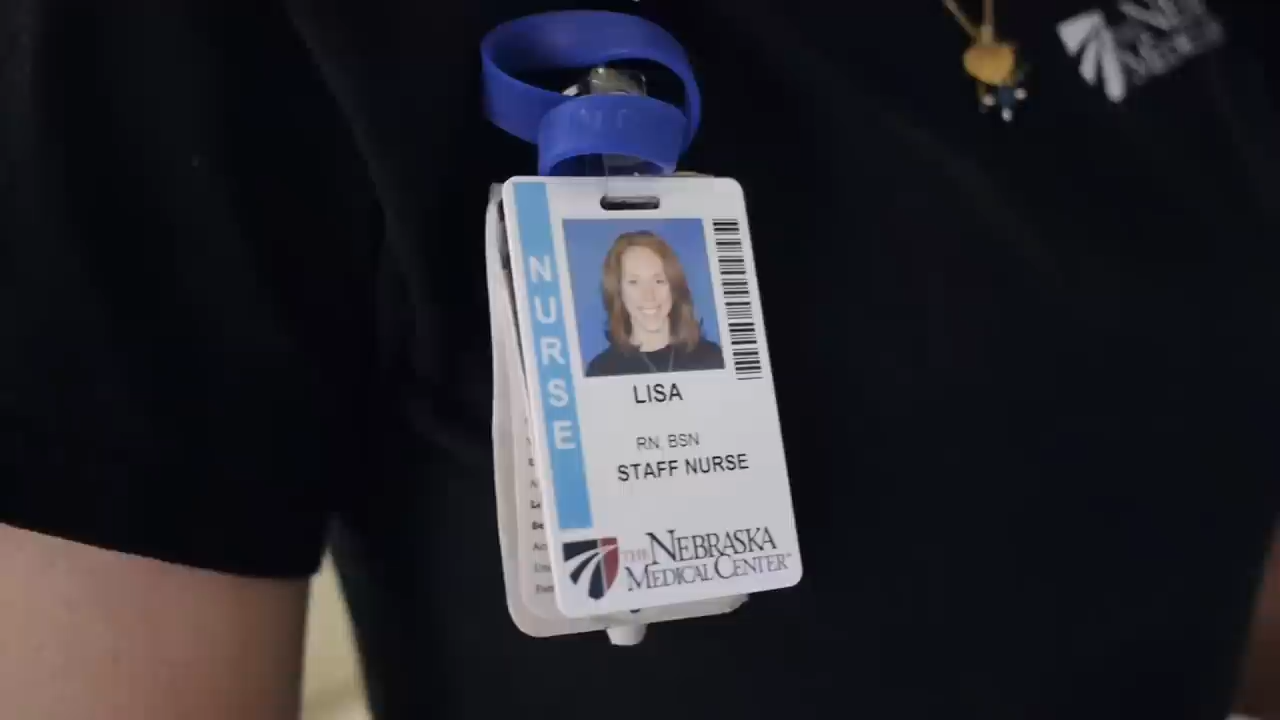 NURSE
LISA
RN, BSN
STAFF NURSE
THE NEBRASKA
MEDICAL CENTER